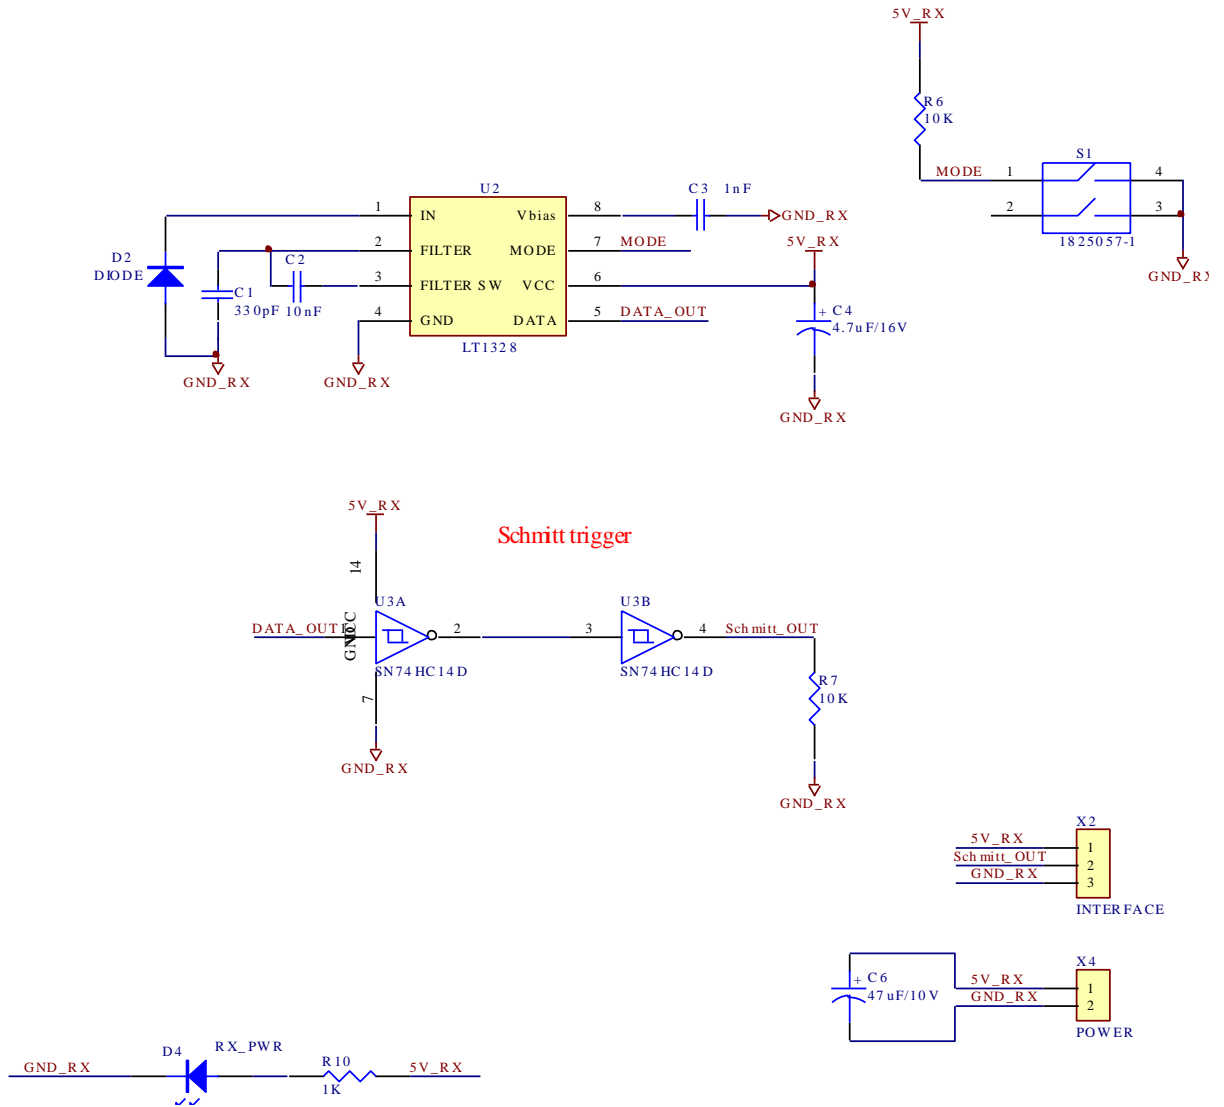 5V_RX
R6
10K
MODE
S1
1
4
2
3
1825057-1
GND_RX
U2
C3 1nF
1 IN Vbias 8
GND_RX
2 FILTER MODE 7 MODE
5V_RX
D2
DIODE
C2
3 FILTER SW VCC 6
C1
330pF 10nF
4 GND DATA 5 DATA_OUT
+ C4
4.7uF/16V
LT1328
GND_RX
GND_RX
GND_RX
5V_RX
Schmitt trigger
14
U3A
U3B
VCC
GND
DATA_OUT 1
2
3
4
Schmitt_OUT
SN74HC14D
SN74HC14D
R7
10K
7
GND_RX
GND_RX
X2
5V_RX 1
Schmitt_OUT 2
GND_RX 3
INTERFACE
+ C6
47uF/10V
X4
5V_RX 1
GND_RX 2
POWER
GND_RX
D4
RX_PWR
R10
1K
5V_RX